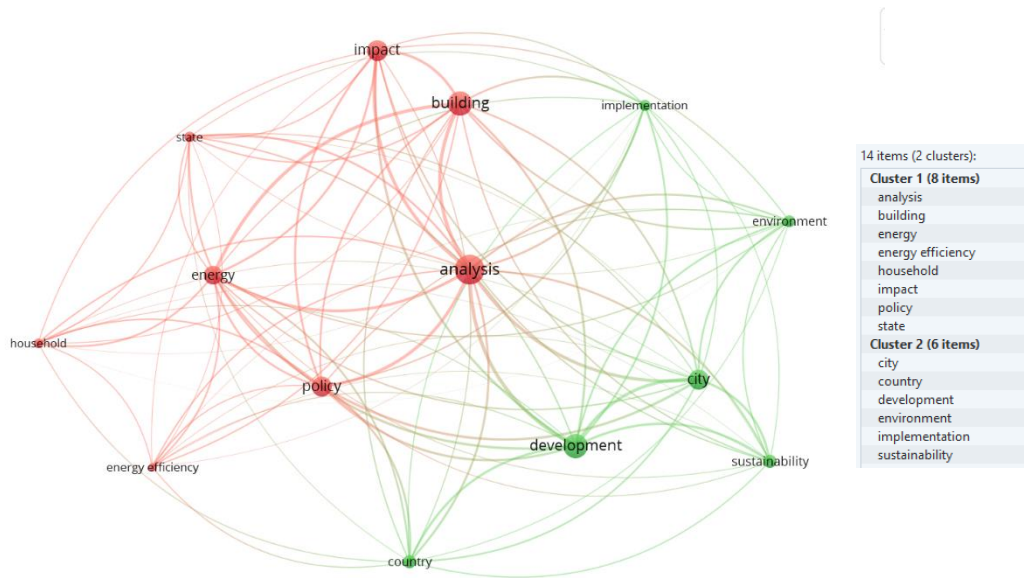 impact
building
implementation
state
environment
analysis
energy
household
city
policy
development
sustainability
energy efficiency
country
14 items (2 clusters):
Cluster 1 (8 items)
analysis
building
energy
energy efficiency
household
impact
policy
state
Cluster 2 (6 items)
city
country
development
environment
implementation
sustainability